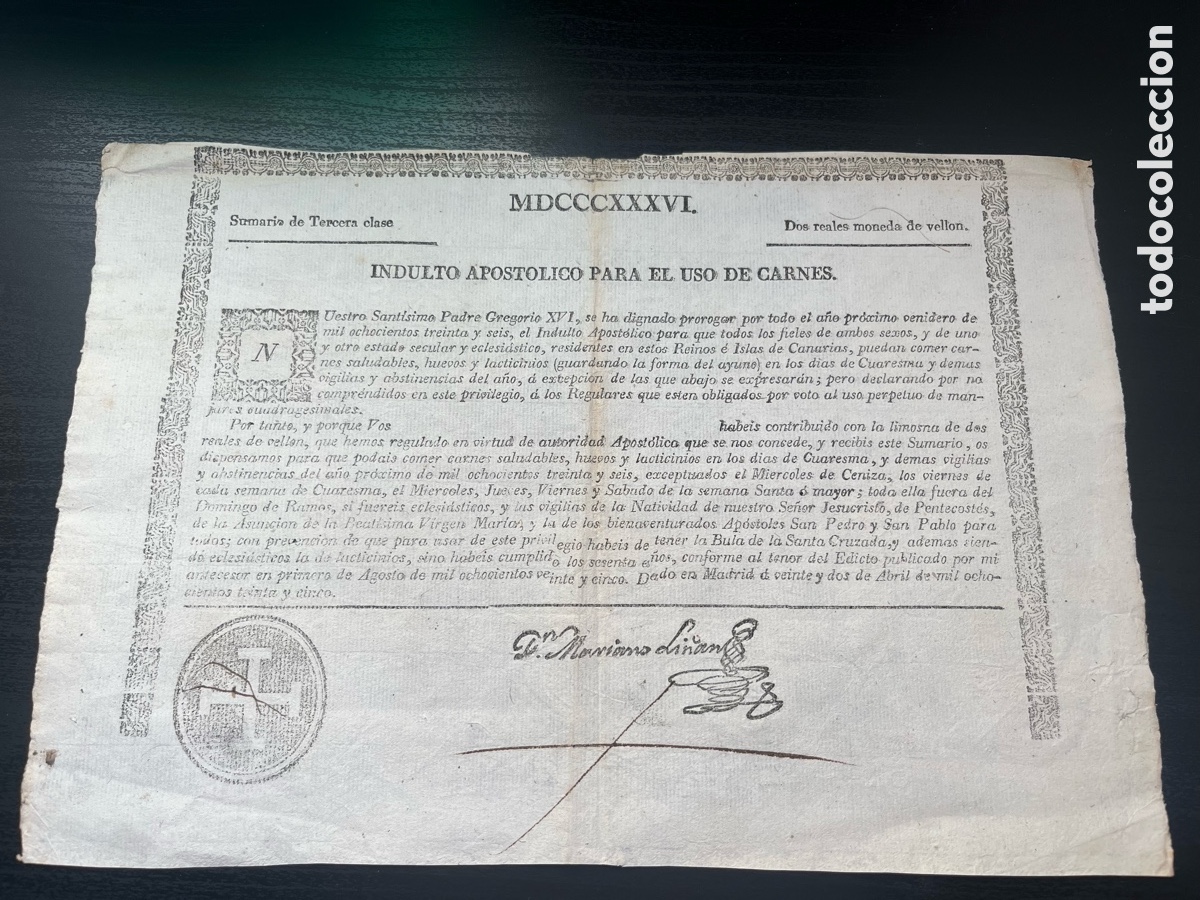 MDCCCXXXVI.
Sumario de Tercera clase
Dos reales moneda de vellon.
INDULTO APOSTOLICO PARA EL USO DE CARNES.
NUestro Santísimo Padre Gregorio XVI, se ha dignado prorogar por todo el año próximo venidero de
mil ochocientos treinta y seis, el Indulto Apostólico para que todos los fieles de ambos sexos, y de uno
y otro estado secular y eclesiástico, residentes en estos Reinos é Islas de Canarias, puedan comer car-
nes saludables, huevos y lacticinios (guardando la forma del ayuno) en los dias de Cuaresma y demas
vigilias y abstinencias del año, á extepcion de las que abajo se expresarán; pero declarando por no
compréndidos en este privilegio, á los Regulares que esten obligados por voto al uso perpetuo de man-
jares cuadragesimales.
Por tanto, y porque Vos habeis contribuido con la limosna de dos
reales de vellon, que hemos regulado en virtud de autoridad Apostólica que se nos concede, y recibis este Sumario, os
dispensamos para que podais comer carnes saludables, huevos y lacticinios en los dias de Cuaresma, y demas vigilias
y abstinencias del año próximo de mil ochocientos treinta y seis, exceptuados el Miercoles de Ceniza, los viernes de
cada semana de Cuaresma, el Miercoles, Jueves, Viernes y Sabado de la semana Santa ó mayor; toda ella fuera del
Domingo de Ramos, si fuereis eclesiásticos, y las vigilias de la Natividad de nuestro Señor Jesucristo, de Pentecostés,
de la Asuncion de la Beatísima Virgen María, y la de los bienaventurados Apóstoles San Pedro y San Pablo para
todos; con prevencion de que para usar de este privilegio habeis de tener la Bula de la Santa Cruzada, y ademas sien-
do eclesiásticos la de lacticinios, sino habeis cumplido los sesenta años, conforme al tenor del Edicto publicado por mi
antecesor en primero de Agosto de mil ochocientos veinte y cinco. Dado en Madrid á veinte y dos de Abril de mil ocho-
cientos treinta y cinco.
Dn. Mariano Liñan
todocoleccion